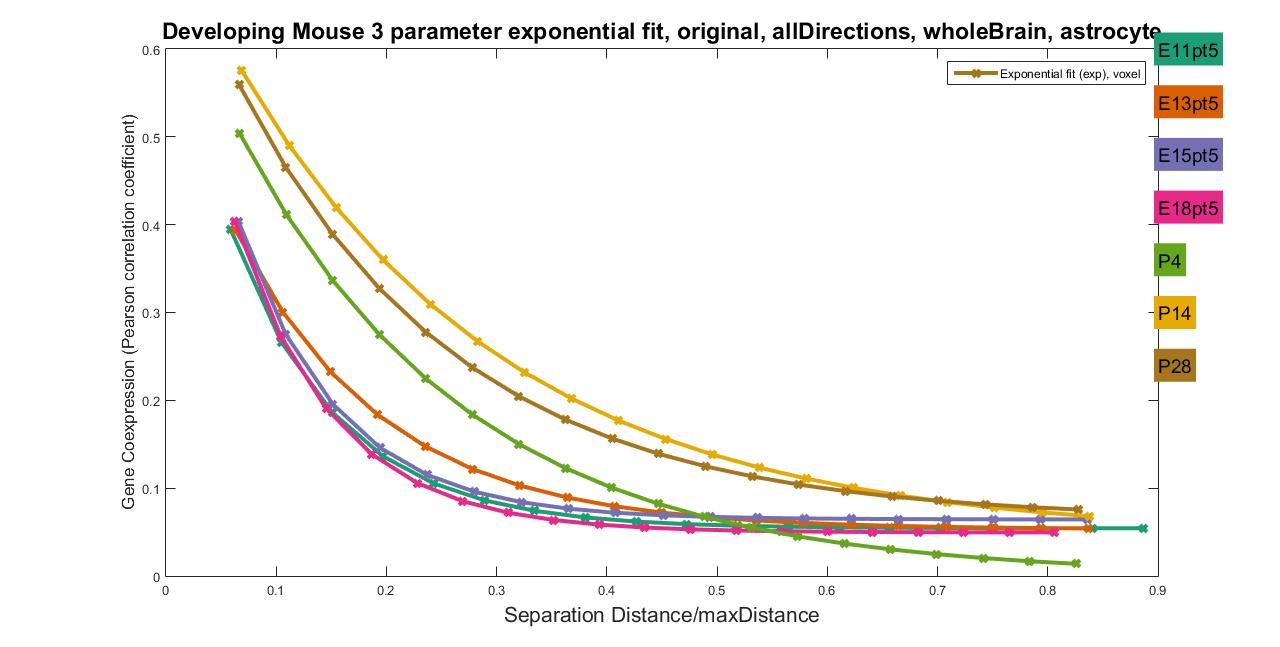 Developing Mouse 3 parameter exponential fit, original, allDirections, wholeBrain, astrocyte
Exponential fit (exp), voxel
E11pt5
E13pt5
E15pt5
E18pt5
P4
P14
P28
Gene Coexpression (Pearson correlation coefficient)
0.6
0.5
0.4
0.3
0.2
0.1
0
0 0.1 0.2 0.3 0.4 0.5 0.6 0.7 0.8 0.9
Separation Distance/maxDistance